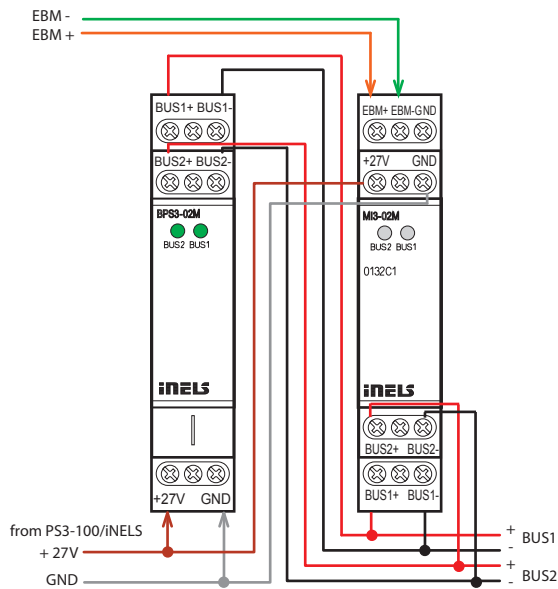 EBM -
EBM +
BUS1+ BUS1-
BUS2+ BUS2-
BPS3-02M
BUS2 BUS1
iNELS
+27V GND
EBM+ EBM-GND
+27V GND
MI3-02M
BUS2 BUS1
0132C1
iNELS
BUS2+ BUS2-
BUS1+ BUS1-
from PS3-100/iNELS
+ 27V
GND
+
- BUS1
+
- BUS2